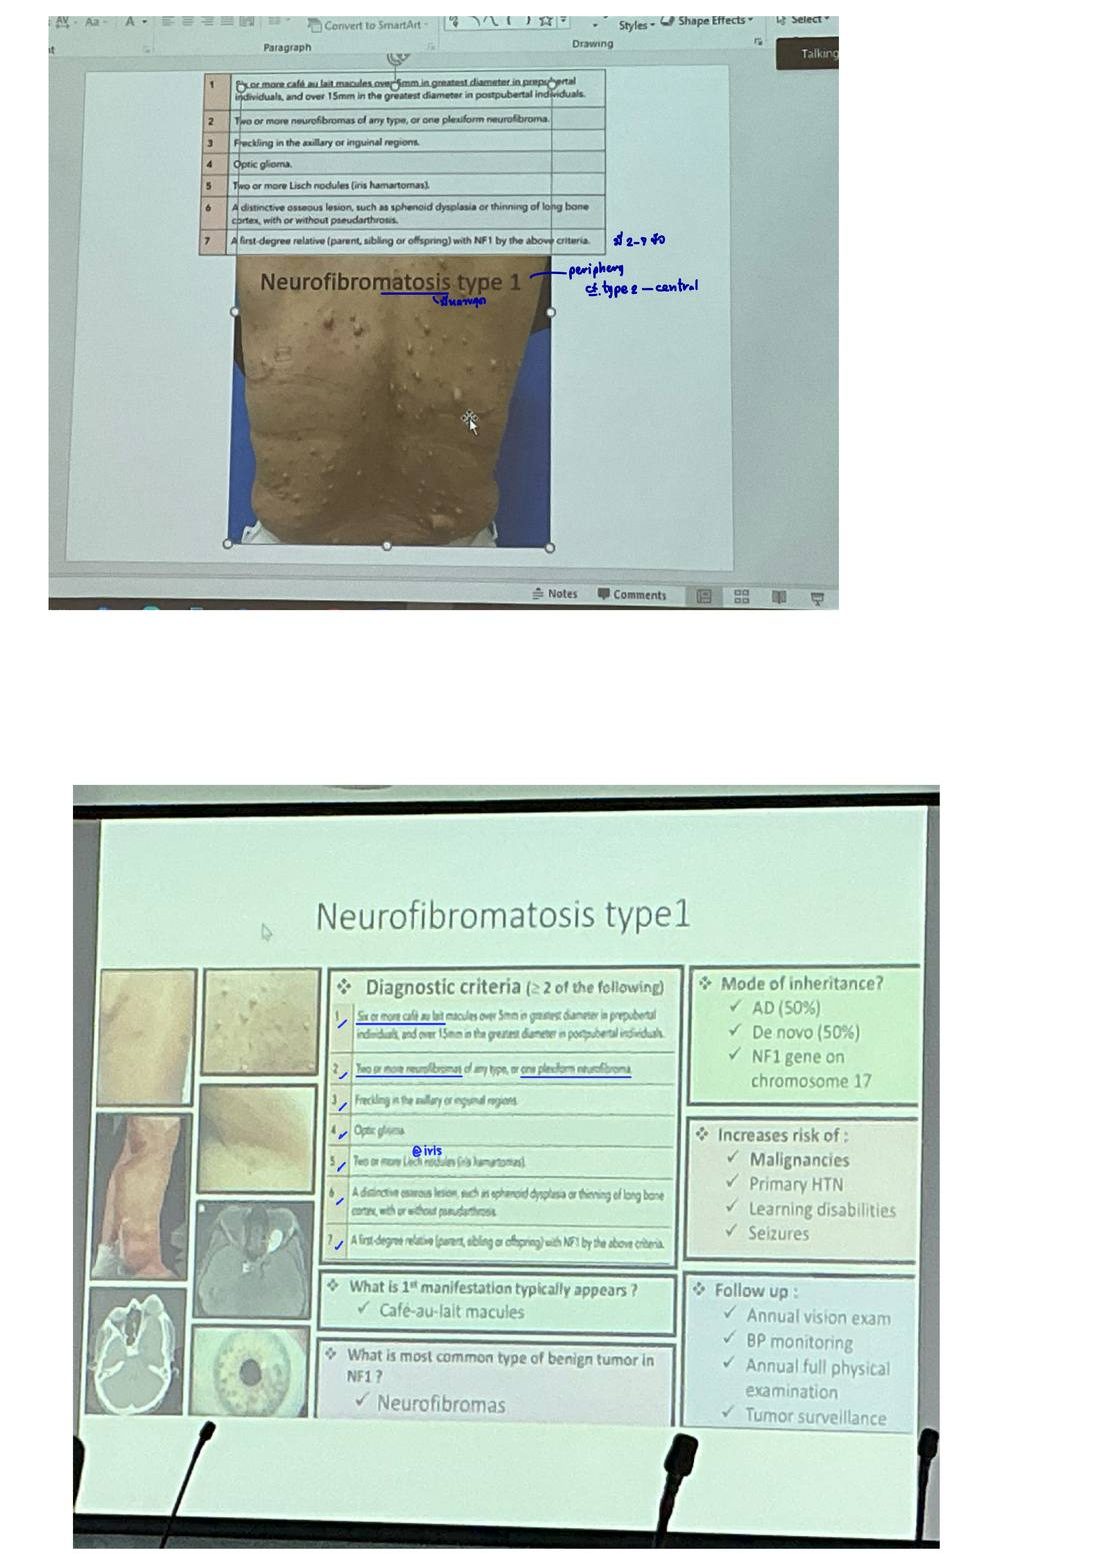 Aa
A
Convert to SmartArt
Styles
Shape Effects
Select
Paragraph
Drawing
Talking
1 Six or more café au lait macules over 5mm in greatest diameter in prepubertal
individuals, and over 15mm in the greatest diameter in postpubertal individuals.
2 Two or more neurofibromas of any type, or one plexiform neurofibroma.
3 Freckling in the axillary or inguinal regions.
4 Optic glioma.
5 Two or more Lisch nodules (iris hamartomas).
6 A distinctive osseous lesion, such as sphenoid dysplasia or thinning of long bone
cortex, with or without pseudarthrosis.
7 A first-degree relative (parent, sibling or offspring) with NF1 by the above criteria.
มี 2-7 ข้อ
Neurofibromatosis type 1
periphery
cf. type 2 — central
Notes
Comments
Neurofibromatosis type1
Diagnostic criteria (≥ 2 of the following)
1 Six or more café au lait macules over 5mm in greatest diameter in prepubertal
individuals, and over 15mm in the greatest diameter in postpubertal individuals.
2 Two or more neurofibromas of any type, or one plexiform neurofibroma.
3 Freckling in the axillary or inguinal regions.
4 Optic glioma
@iris
5 Two or more Lisch nodules (iris hamartomas).
6 A distinctive osseous lesion, such as sphenoid dysplasia or thinning of long bone
cortex, with or without pseudarthrosis.
7 A first-degree relative (parent, sibling or offspring) with NF1 by the above criteria.
What is 1st manifestation typically appears ?
✓ Café-au-lait macules
What is most common type of benign tumor in
NF1 ?
✓ Neurofibromas
Mode of inheritance?
✓ AD (50%)
✓ De novo (50%)
✓ NF1 gene on
chromosome 17
Increases risk of :
✓ Malignancies
✓ Primary HTN
✓ Learning disabilities
✓ Seizures
Follow up :
✓ Annual vision exam
✓ BP monitoring
✓ Annual full physical
examination
✓ Tumor surveillance